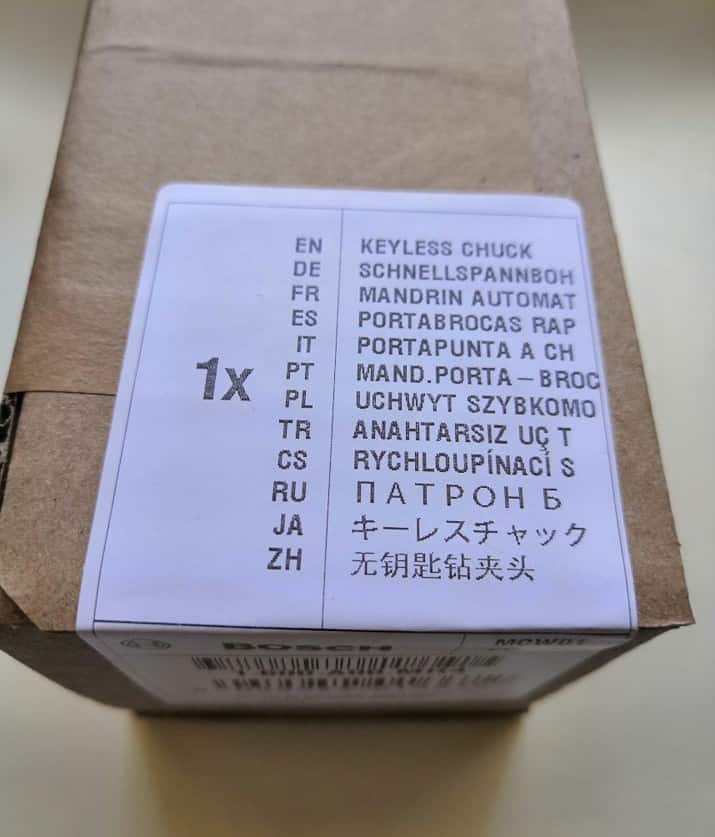 1x
EN KEYLESS CHUCK
DE SCHNELLSPANNBOH
FR MANDRIN AUTOMAT
ES PORTABROCAS RAP
IT PORTAPUNTA A CH
PT MAND.PORTA-BROC
PL UCHWYT SZYBKOMO
TR ANAHTARSIZ UÇ T
CS RYCHLOUPÍNACÍ S
RU ПАТРОН Б
JA キーレスチャック
ZH 无钥匙钻夹头
BOSCH